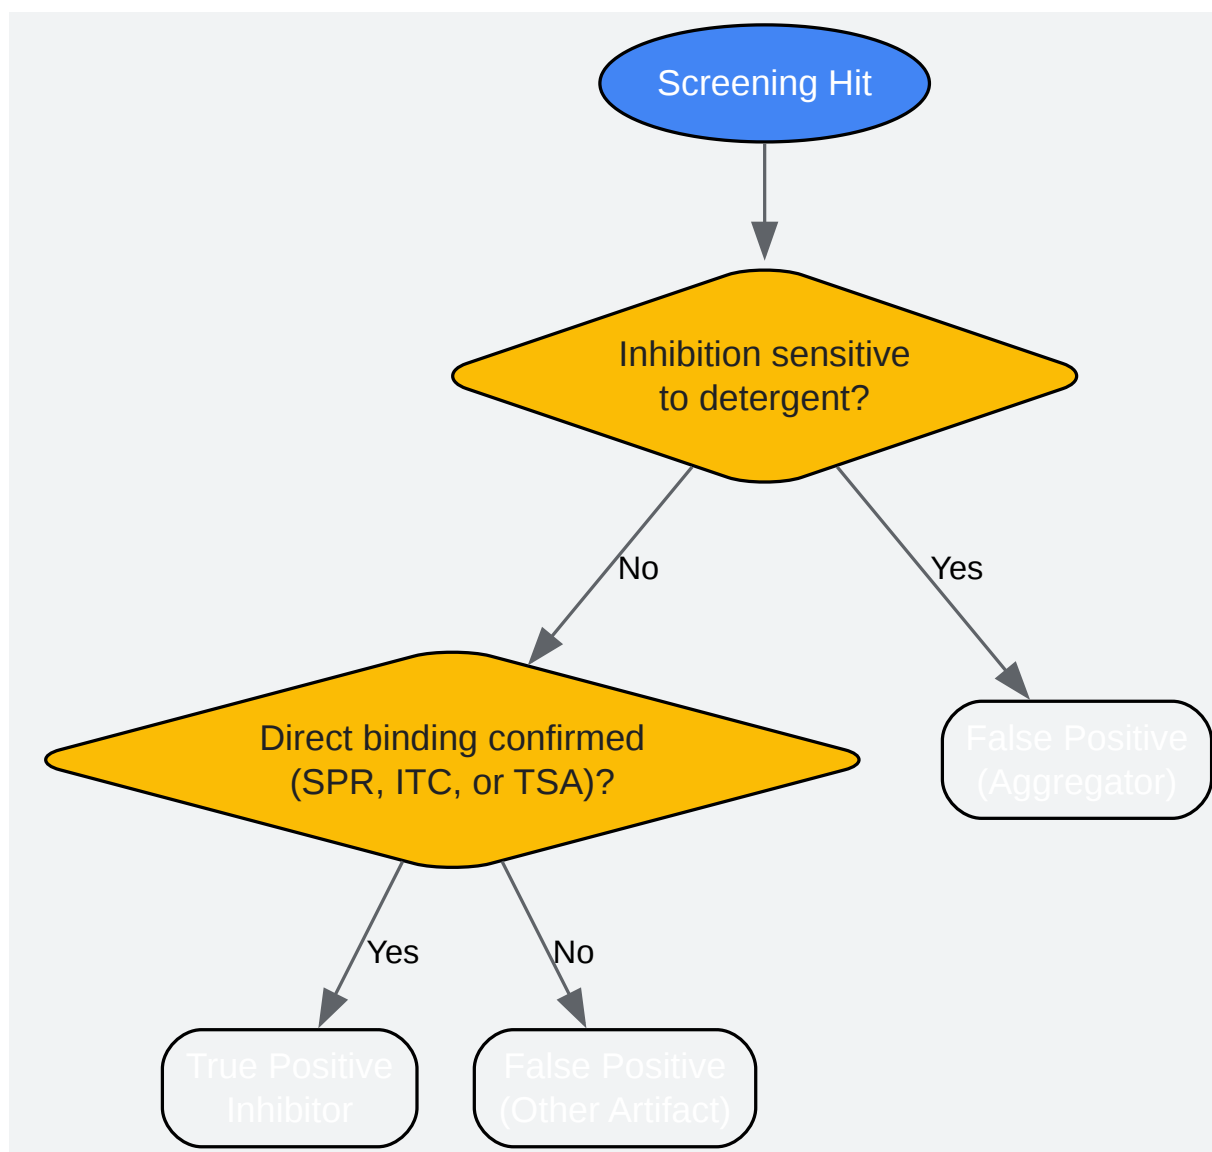 Screening Hit
Inhibition sensitive
to detergent?
No
Yes
Direct binding confirmed
(SPR, ITC, or TSA)?
False Positive
(Aggregator)
Yes
No
True Positive
Inhibitor
False Positive
(Other Artifact)